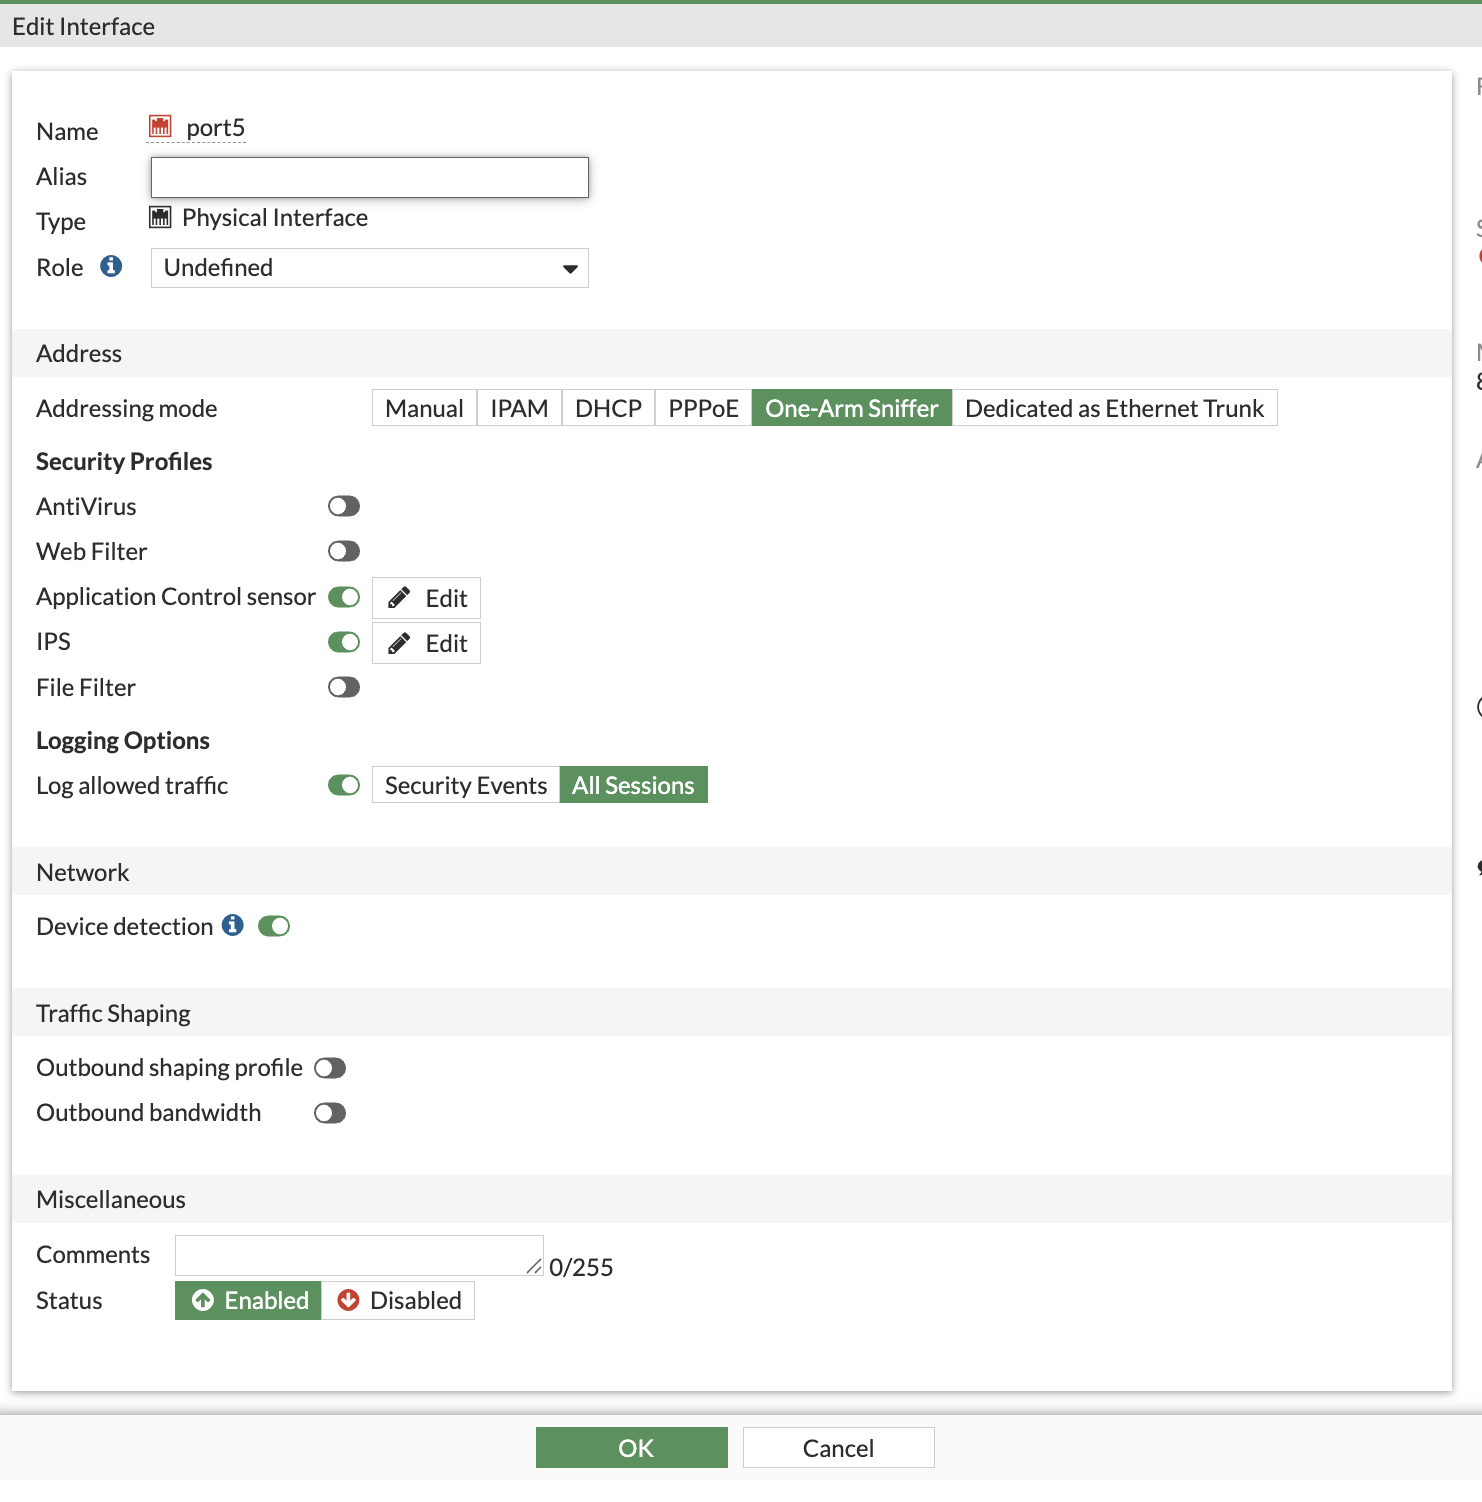 Edit Interface
Name port5
Alias
Type Physical Interface
Role Undefined
Address
Addressing mode Manual IPAM DHCP PPPoE One-Arm Sniffer Dedicated as Ethernet Trunk
Security Profiles
AntiVirus
Web Filter
Application Control sensor Edit
IPS Edit
File Filter
Logging Options
Log allowed traffic Security Events All Sessions
Network
Device detection
Traffic Shaping
Outbound shaping profile
Outbound bandwidth
Miscellaneous
Comments 0/255
Status Enabled Disabled
OK Cancel